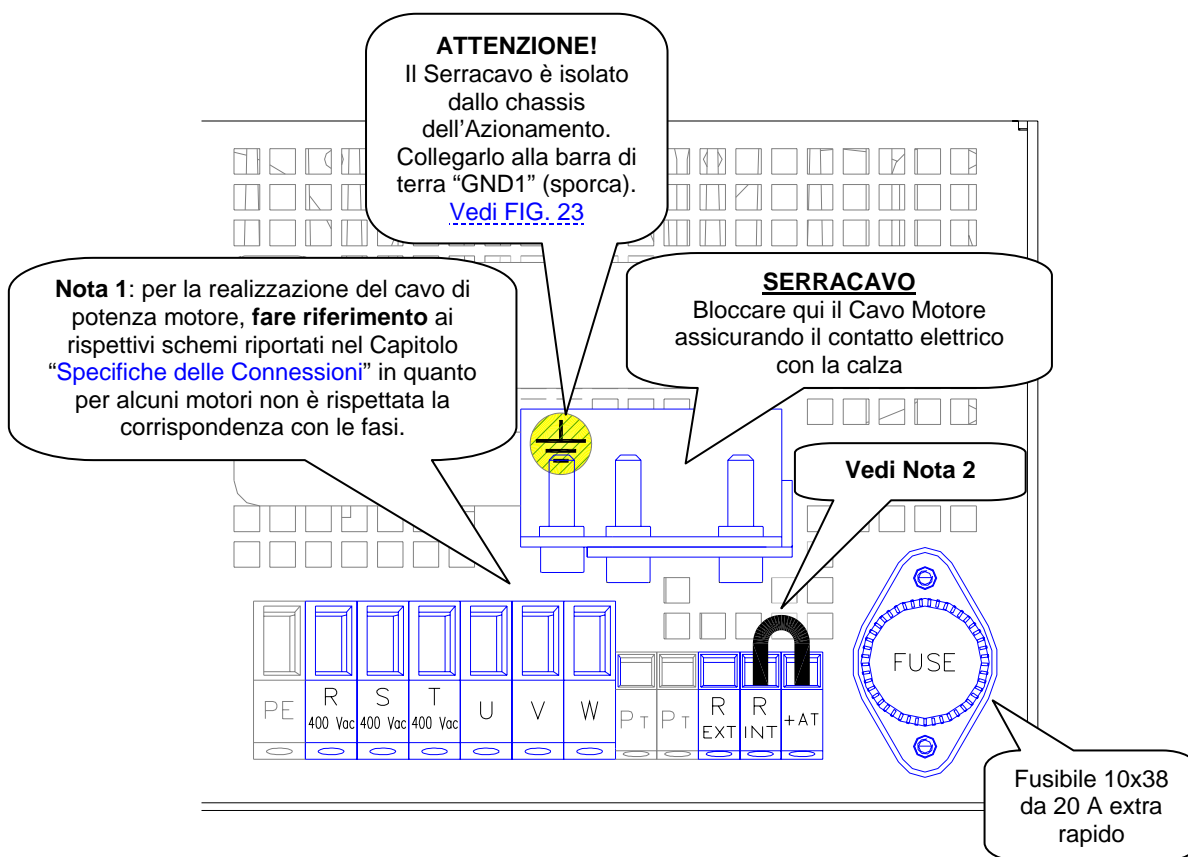 ATTENZIONE!
Il Serracavo è isolato
dallo chassis
dell'Azionamento.
Collegarlo alla barra di
terra “GND1” (sporca).
Vedi FIG. 23
Nota 1: per la realizzazione del cavo di
potenza motore, fare riferimento ai
rispettivi schemi riportati nel Capitolo
“Specifiche delle Connessioni” in quanto
per alcuni motori non è rispettata la
corrispondenza con le fasi.
SERRACAVO
Bloccare qui il Cavo Motore
assicurando il contatto elettrico
con la calza
Vedi Nota 2
PE
R
400 Vac
S
400 Vac
T
400 Vac
U
V
W
PT
PT
R
EXT
R
INT
+AT
FUSE
Fusibile 10x38
da 20 A extra
rapido